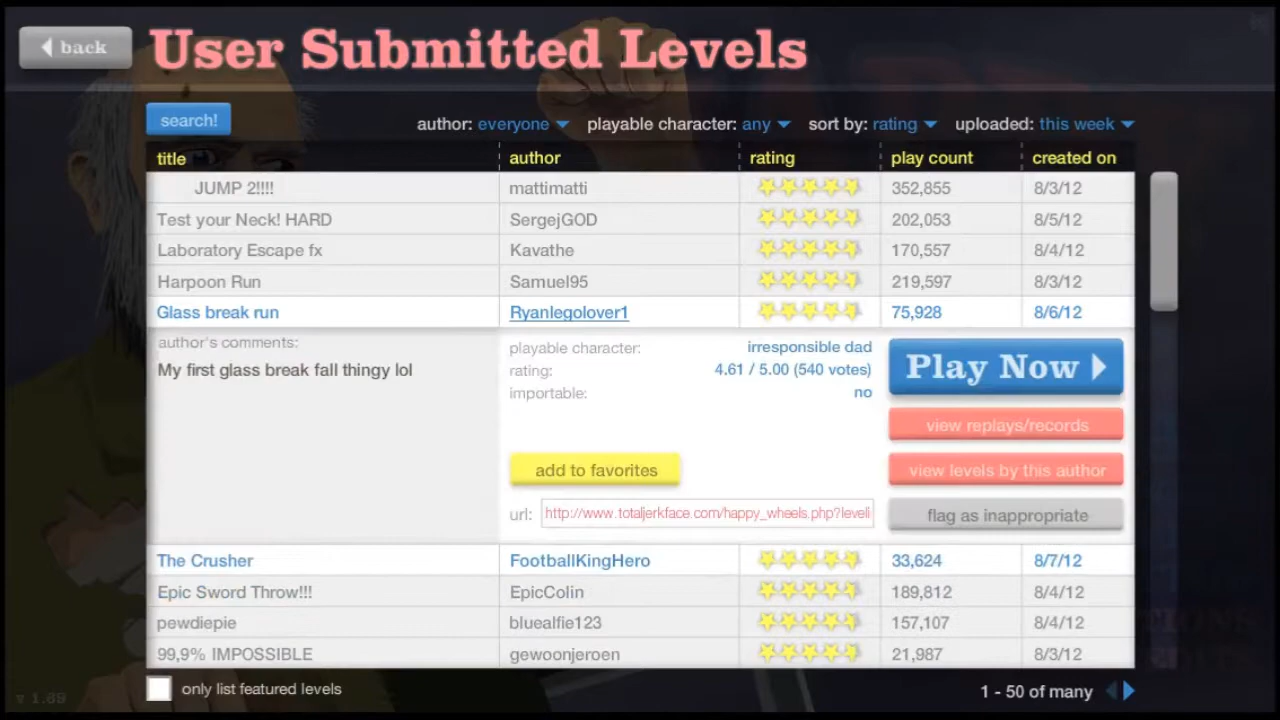 back
User Submitted Levels
search!
author: everyone playable character: any sort by: rating uploaded: this week
title author rating play count created on
JUMP 2!!!! mattimatti 352,855 8/3/12
Test your Neck! HARD SergejGOD 202,053 8/5/12
Laboratory Escape fx Kavathe 170,557 8/4/12
Harpoon Run Samuel95 219,597 8/3/12
Glass break run Ryanlegolover1 75,928 8/6/12
author's comments:
My first glass break fall thingy lol
playable character: irresponsible dad
rating: 4.61 / 5.00 (540 votes)
importable: no
Play Now
view replays/records
add to favorites
view levels by this author
url: http://www.totaljerkface.com/happy_wheels.php?leveli
flag as inappropriate
The Crusher FootballKingHero 33,624 8/7/12
Epic Sword Throw!!! EpicColin 189,812 8/4/12
pewdiepie bluealfie123 157,107 8/4/12
99,9% IMPOSSIBLE gewoonjeroen 21,987 8/3/12
v 1.69
only list featured levels
1 - 50 of many